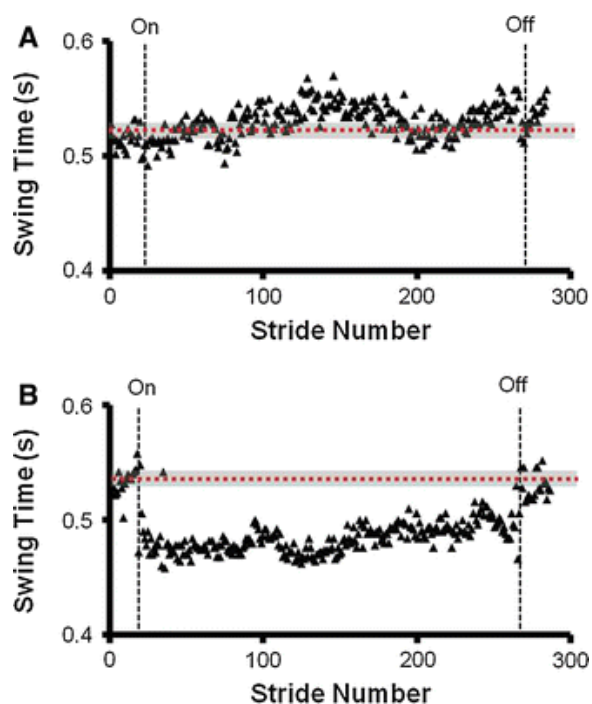 A
On
Off
0.6
0.5
0.4
Swing Time (s)
0
100
200
300
Stride Number
B
On
Off
0.6
0.5
0.4
Swing Time (s)
0
100
200
300
Stride Number